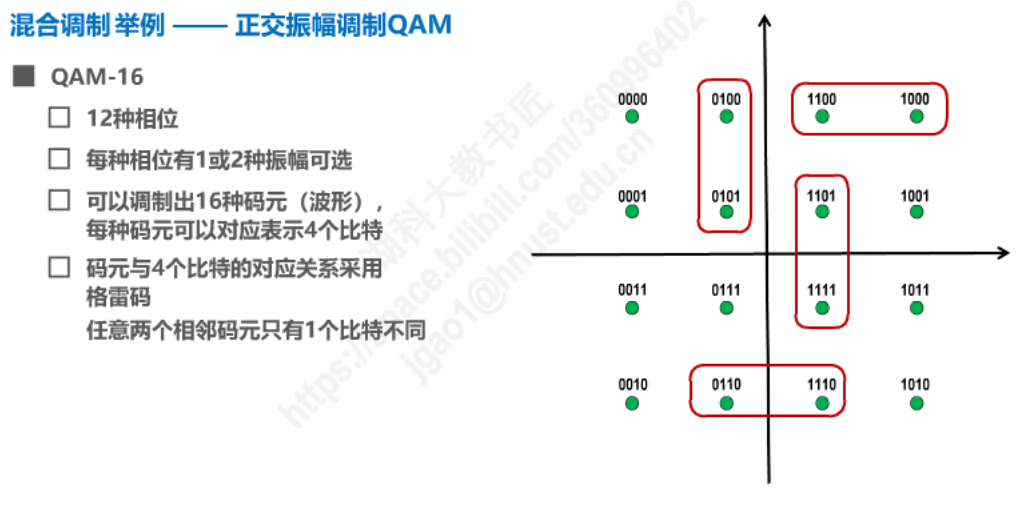 混合调制 举例 —— 正交振幅调制QAM
QAM-16
12种相位
每种相位有1或2种振幅可选
可以调制出16种码元（波形），
每种码元可以对应表示4个比特
码元与4个比特的对应关系采用
格雷码
任意两个相邻码元只有1个比特不同
0000 0100 1100 1000
0001 0101 1101 1001
0011 0111 1111 1011
0010 0110 1110 1010
湖科大教书匠
https://space.bilibili.com/360996402
jgao1@hnust.edu.cn